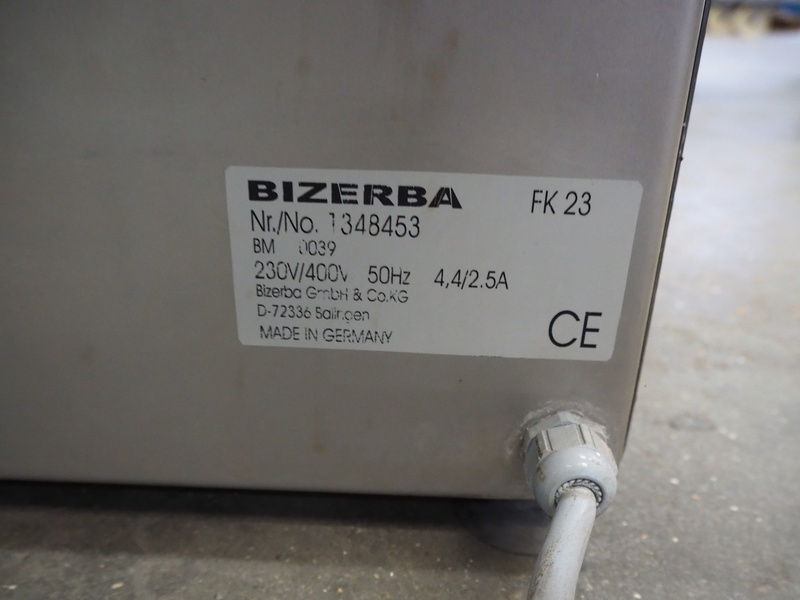 BIZERBA FK 23
Nr./No. 1348453
BM 0039
230V/400V 50Hz 4,4/2.5A
Bizerba GmbH & Co.KG
D-72336 Balingen
MADE IN GERMANY
CE